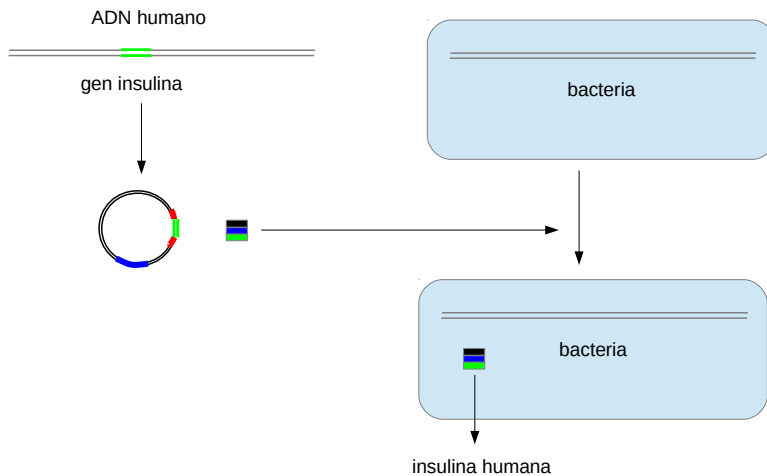 ADN humano
gen insulina
bacteria
bacteria
insulina humana